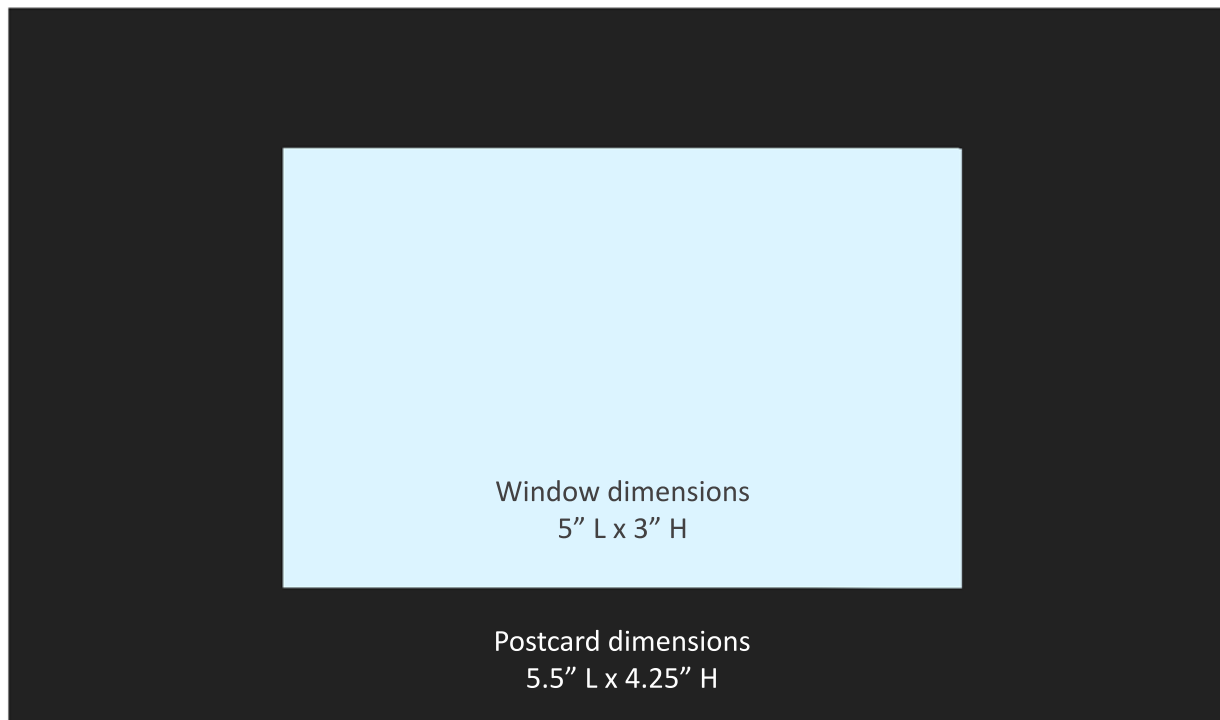 Window dimensions
5” L x 3” H
Postcard dimensions
5.5” L x 4.25” H